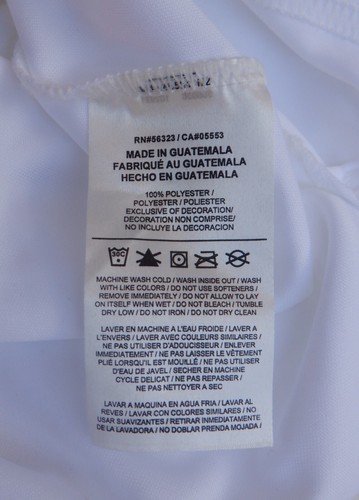 RN#56323 / CA#05553
MADE IN GUATEMALA
FABRIQUÉ AU GUATEMALA
HECHO EN GUATEMALA
100% POLYESTER /
POLYESTER / POLIESTER
EXCLUSIVE OF DECORATION/
DECORATION NON COMPRISE/
NO INCLUYE LA DECORACION
30C
MACHINE WASH COLD / WASH INSIDE OUT / WASH
WITH LIKE COLORS / DO NOT USE SOFTENERS /
REMOVE IMMEDIATELY / DO NOT ALLOW TO LAY
ON ITSELF WHEN WET / DO NOT BLEACH / TUMBLE
DRY LOW / DO NOT IRON / DO NOT DRY CLEAN
LAVER EN MACHINE A L'EAU FROIDE / LAVER A
L'ENVERS / LAVER AVEC COULEURS SIMILAIRES /
NE PAS UTILISER D'ADOUCISSEUR / ENLEVER
IMMEDIATEMENT / NE PAS LAISSER LE VÊTEMENT
PLIÉ LORSQU'IL EST MOUILLÉ / NE PAS UTILISER
D'EAU DE JAVEL / SECHER EN MACHINE
CYCLE DELICAT / NE PAS REPASSER /
NE PAS NETTOYER A SEC
LAVAR A MAQUINA EN AGUA FRIA / LAVAR AL
REVES / LAVAR CON COLORES SIMILARES / NO
USAR SUAVIZANTES / RETIRAR INMEDIATAMENTE
DE LA LAVADORA / NO DOBLAR PRENDA MOJADA /